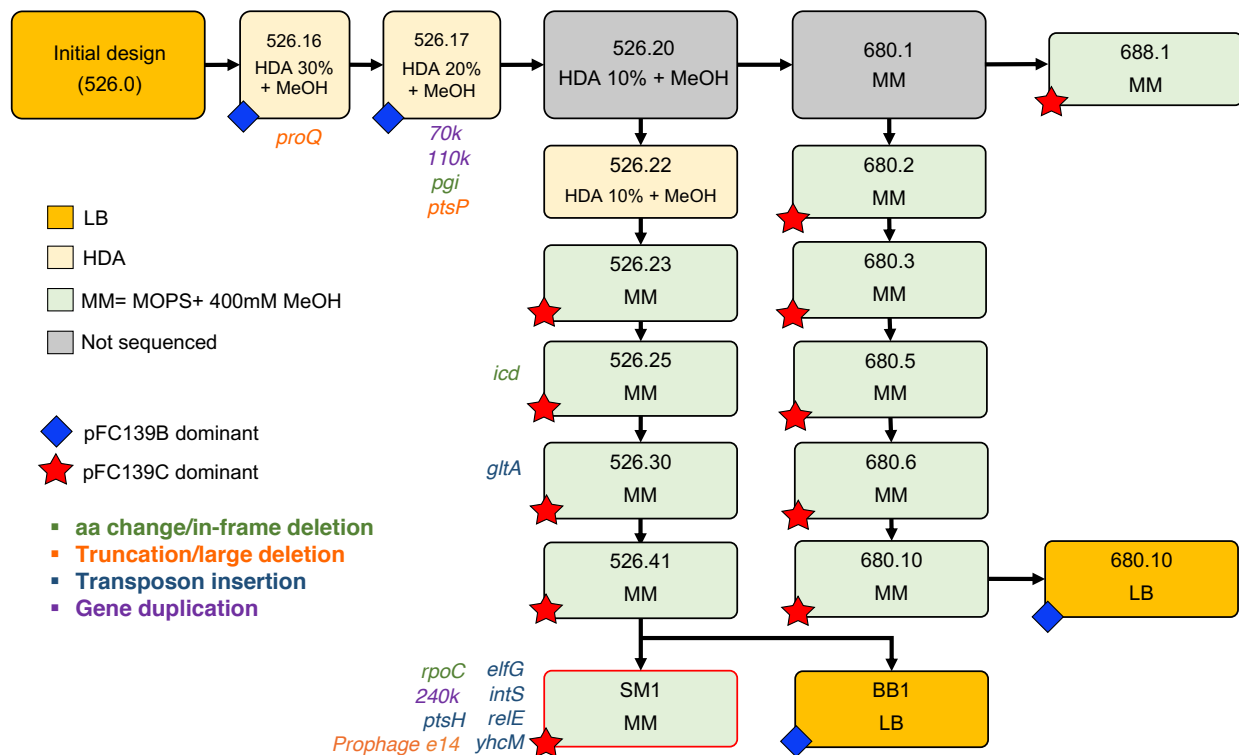 Initial design
(526.0)
526.16
HDA 30%
+ MeOH
526.17
HDA 20%
+ MeOH
526.20
HDA 10% + MeOH
680.1
MM
688.1
MM
proQ
70k
110k
pgi
ptsP
526.22
HDA 10% + MeOH
680.2
MM
LB
HDA
MM= MOPS+ 400mM MeOH
Not sequenced
526.23
MM
680.3
MM
icd
526.25
MM
680.5
MM
pFC139B dominant
pFC139C dominant
gltA
526.30
MM
680.6
MM
▪ aa change/in-frame deletion
▪ Truncation/large deletion
▪ Transposon insertion
▪ Gene duplication
526.41
MM
680.10
MM
680.10
LB
rpoC elfG
240k intS
ptsH relE
Prophage e14 yhcM
SM1
MM
BB1
LB